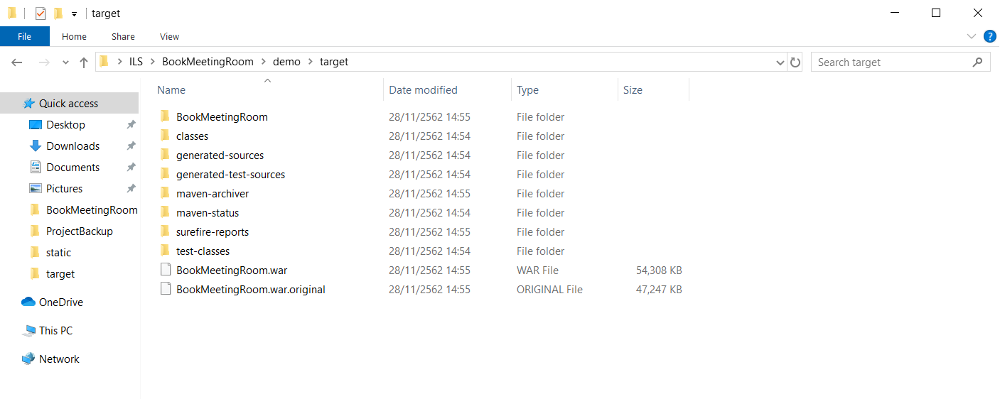 target
File Home Share View
ILS BookMeetingRoom demo target Search target
Name Date modified Type Size
Quick access
Desktop
Downloads
Documents
Pictures
BookMeetingRoom
ProjectBackup
static
target
OneDrive
This PC
Network
BookMeetingRoom 28/11/2562 14:55 File folder
classes 28/11/2562 14:54 File folder
generated-sources 28/11/2562 14:54 File folder
generated-test-sources 28/11/2562 14:54 File folder
maven-archiver 28/11/2562 14:55 File folder
maven-status 28/11/2562 14:54 File folder
surefire-reports 28/11/2562 14:55 File folder
test-classes 28/11/2562 14:54 File folder
BookMeetingRoom.war 28/11/2562 14:55 WAR File 54,308 KB
BookMeetingRoom.war.original 28/11/2562 14:55 ORIGINAL File 47,247 KB